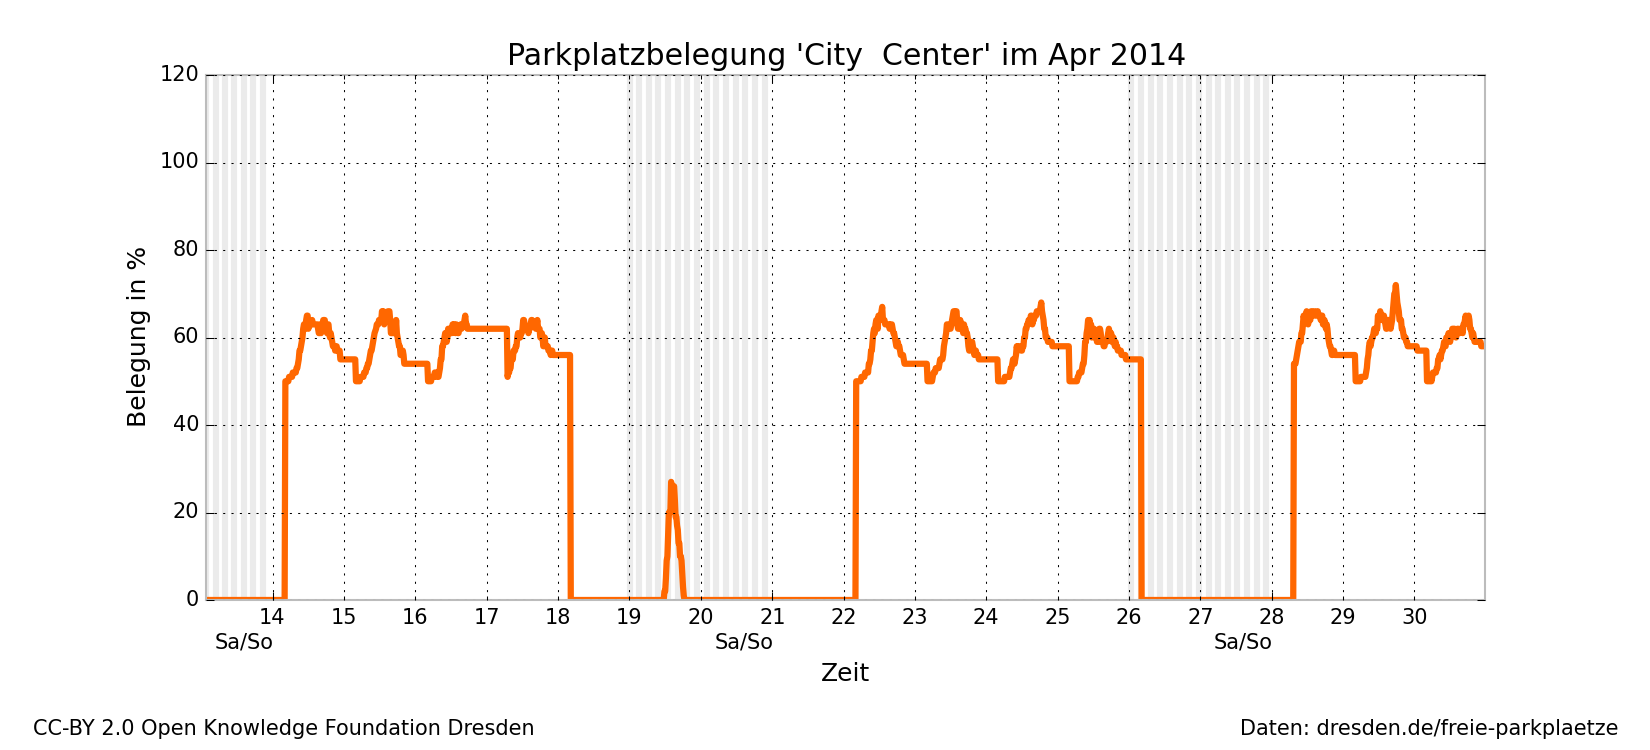 Parkplatzbelegung 'City  Center' im Apr 2014
120
100
80
60
40
20
0
Belegung in %
14 15 16 17 18 19 20 21 22 23 24 25 26 27 28 29 30
Sa/So Sa/So Sa/So
Zeit
CC-BY 2.0 Open Knowledge Foundation Dresden
Daten: dresden.de/freie-parkplaetze